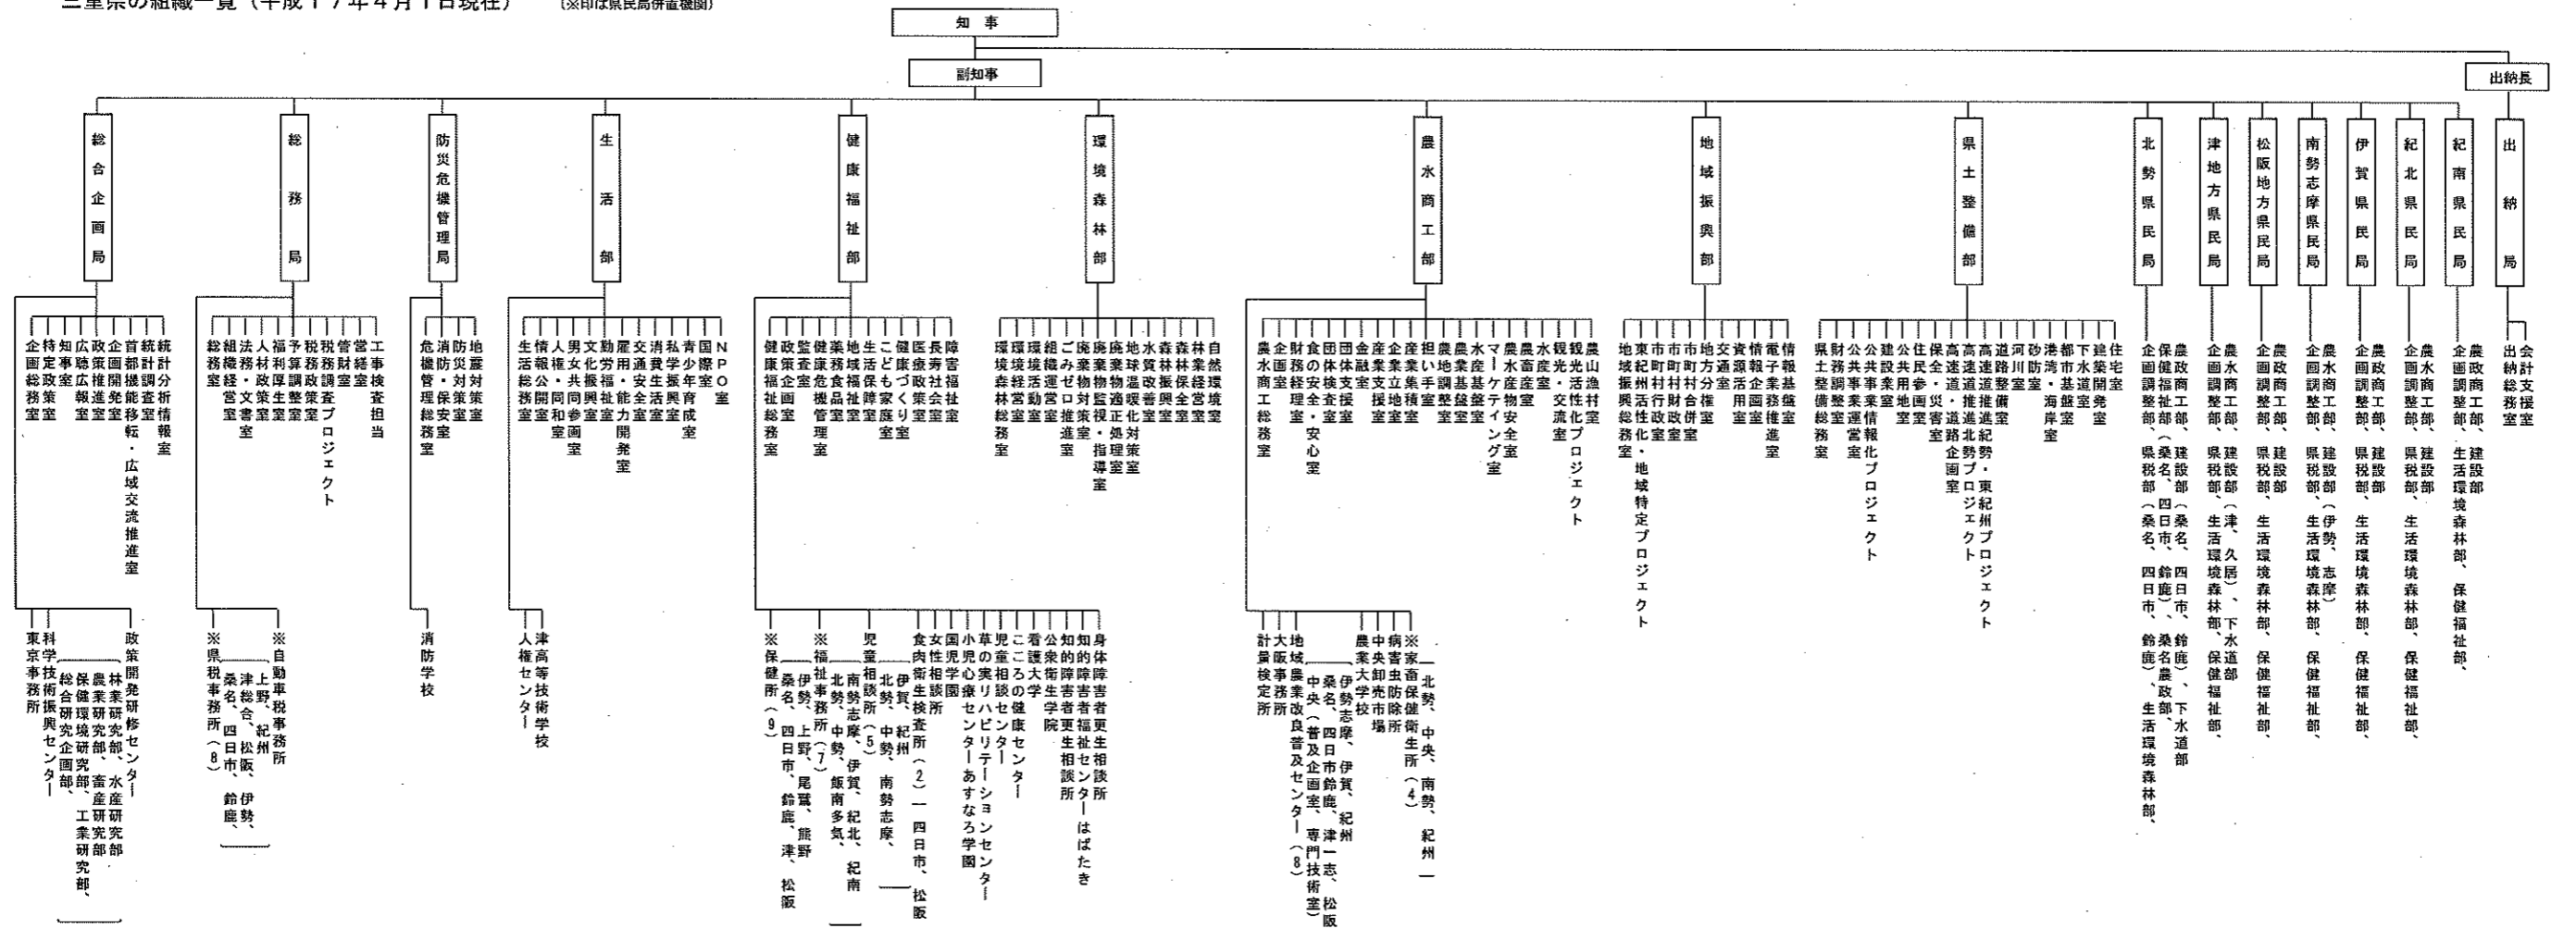 三重県の組織一覧（平成１７年４月１日現在）
（※印は県民局併置機関）
知事
副知事
出納長
総合企画局
総務局
防災危機管理局
生活部
健康福祉部
環境森林部
農水商工部
地域振興部
県土整備部
北勢県民局
津地方県民局
松阪地方県民局
南勢志摩県民局
伊賀県民局
紀北県民局
紀南県民局
出納局
企画総務室
特定政策室
知事室
広聴広報室
政策推進室
企画開発室
首都機能移転・広域交流推進室
統計調査室
統計分析情報室
東京事務所
科学技術振興センター
総合研究企画部、
保健環境研究部、工業研究部、
農業研究部、畜産研究部
林業研究部、水産研究部
政策開発研修センター
総務室
組織経営室
法務・文書室
人材政策室
福利厚生室
予算調整室
税務政策室
税務調査プロジェクト
管財室
営繕室
工事検査担当
※県税事務所（8）
桑名、四日市、鈴鹿、
津総合、松阪、伊勢、
上野、紀州
※自動車税事務所
危機管理総務室
消防・保安室
防災対策室
地震対策室
消防学校
生活総務室
情報公開室
人権・同和室
男女共同参画室
文化振興室
勤労福祉室
雇用・能力開発室
交通安全室
消費生活室
私学振興室
青少年育成室
国際室
ＮＰＯ室
人権センター
津高等技術学校
健康福祉総務室
政策企画室
監査室
健康危機管理室
薬務食品室
地域福祉室
生活保障室
こども家庭室
健康づくり室
医療政策室
長寿社会室
障害福祉室
※保健所（9）
桑名、四日市、鈴鹿、津、松阪
伊勢、上野、尾鷲、熊野
※福祉事務所（7）
北勢、中勢、飯南多気、
南勢志摩、伊賀、紀北、紀南
児童相談所（5）
北勢、中勢、南勢志摩、
伊賀、紀州
食肉衛生検査所（2）― 四日市、松阪
女性相談所
国児学園
小児心療センターあすなろ学園
草の実リハビリテーションセンター
児童相談センター
こころの健康センター
看護大学
公衆衛生学院
知的障害者更生相談所
知的障害者福祉センターはばたき
身体障害者更生相談所
環境森林総務室
環境経営室
環境活動室
組織運営室
ごみゼロ推進室
廃棄物対策室
廃棄物監視・指導室
廃棄物適正処理室
地球温暖化対策室
水質改善室
森林振興室
森林保全室
林業経営室
自然環境室
農水商工総務室
企画室
財務経理室
食の安全・安心室
団体検査室
団体支援室
金融室
産業支援室
企業立地室
産業集積室
担い手室
農地調整室
農業基盤室
水産基盤室
マーケティング室
農水産物安全室
農畜産室
水産室
観光・交流室
観光活性化プロジェクト
農山漁村室
計量検定所
大阪事務所
地域農業改良普及センター（8）
中央（普及企画室、専門技術室）
桑名、四日市鈴鹿、津一志、松阪
伊勢志摩、伊賀、紀州
農業大学校
中央卸売市場
病害虫防除所
※家畜保健衛生所（4）
北勢、中央、南勢、紀州
地域振興総務室
東紀州活性化・地域特定プロジェクト
市町村行政室
市町村財政室
市町村合併室
地方分権室
交通室
資源活用室
情報企画室
電子業務推進室
情報基盤室
県土整備総務室
財務調整室
公共事業運営室
公共事業情報化プロジェクト
建設業室
公共用地室
住民参画室
保全・災害室
高速道・道路企画室
高速道推進北勢プロジェクト
高速道推進紀勢・東紀州プロジェクト
道路整備室
河川室
砂防室
港湾・海岸室
都市基盤室
下水道室
建築開発室
住宅室
企画調整部、県税部（桑名、四日市、鈴鹿）、生活環境森林部、
保健福祉部（桑名、四日市、鈴鹿）、桑名農政部、
農政商工部、建設部（桑名、四日市、鈴鹿）、下水道部
企画調整部、県税部、生活環境森林部、保健福祉部、
農水商工部、建設部（津、久居）、下水道部
企画調整部、県税部、生活環境森林部、保健福祉部、
農政商工部、建設部
企画調整部、県税部、生活環境森林部、保健福祉部、
農水商工部、建設部（伊勢、志摩）
企画調整部、県税部、生活環境森林部、保健福祉部、
農政商工部、建設部
企画調整部、県税部、生活環境森林部、保健福祉部、
農水商工部、建設部
企画調整部、生活環境森林部、保健福祉部、
農政商工部、建設部
出納総務室
会計支援室